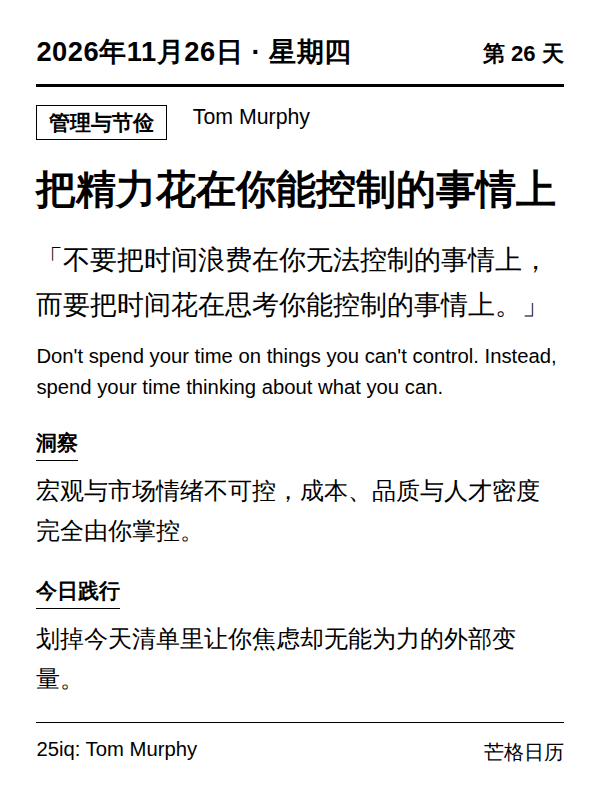 2026年11月26日 · 星期四
第 26 天
管理与节俭
Tom Murphy
把精力花在你能控制的事情上
「不要把时间浪费在你无法控制的事情上，
而要把时间花在思考你能控制的事情上。」
Don't spend your time on things you can't control. Instead,
spend your time thinking about what you can.
洞察
宏观与市场情绪不可控，成本、品质与人才密度
完全由你掌控。
今日践行
划掉今天清单里让你焦虑却无能为力的外部变
量。
25iq: Tom Murphy
芒格日历